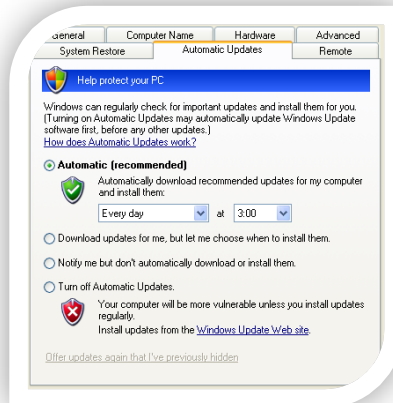 General Computer Name Hardware Advanced
System Restore Automatic Updates Remote
Help protect your PC
Windows can regularly check for important updates and install them for you.
(Turning on Automatic Updates may automatically update Windows Update
software first, before any other updates.)
How does Automatic Updates work?
Automatic (recommended)
Automatically download recommended updates for my computer
and install them:
Every day at 3:00
Download updates for me, but let me choose when to install them.
Notify me but don't automatically download or install them.
Turn off Automatic Updates.
Your computer will be more vulnerable unless you install updates
regularly.
Install updates from the Windows Update Web site.
Offer updates again that I've previously hidden